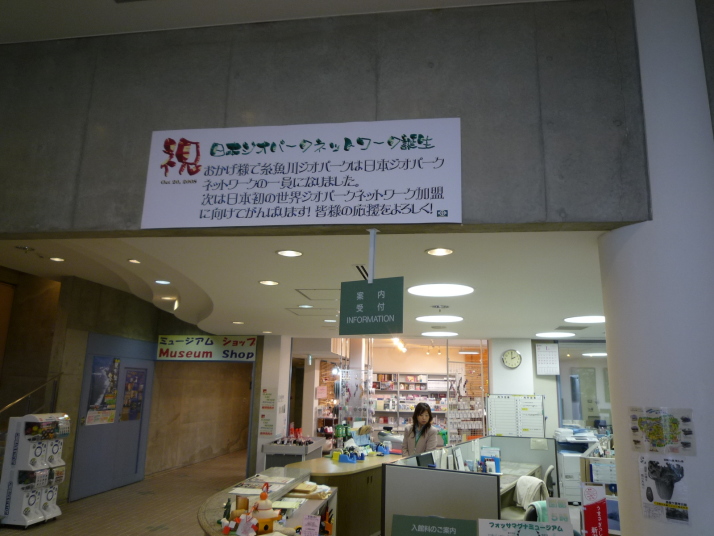 祝
日本ジオパークネットワーク誕生
Dec 20, 2008
おかげ様で糸魚川ジオパークは日本ジオパーク
ネットワークの一員になりました。
次は日本初の世界ジオパークネットワーク加盟
に向けてがんばります!皆様の応援をよろしく!
案内
受付
INFORMATION
ミュージアム ショップ
Museum Shop
入館料のご案内
フォッサマグナミュージアム